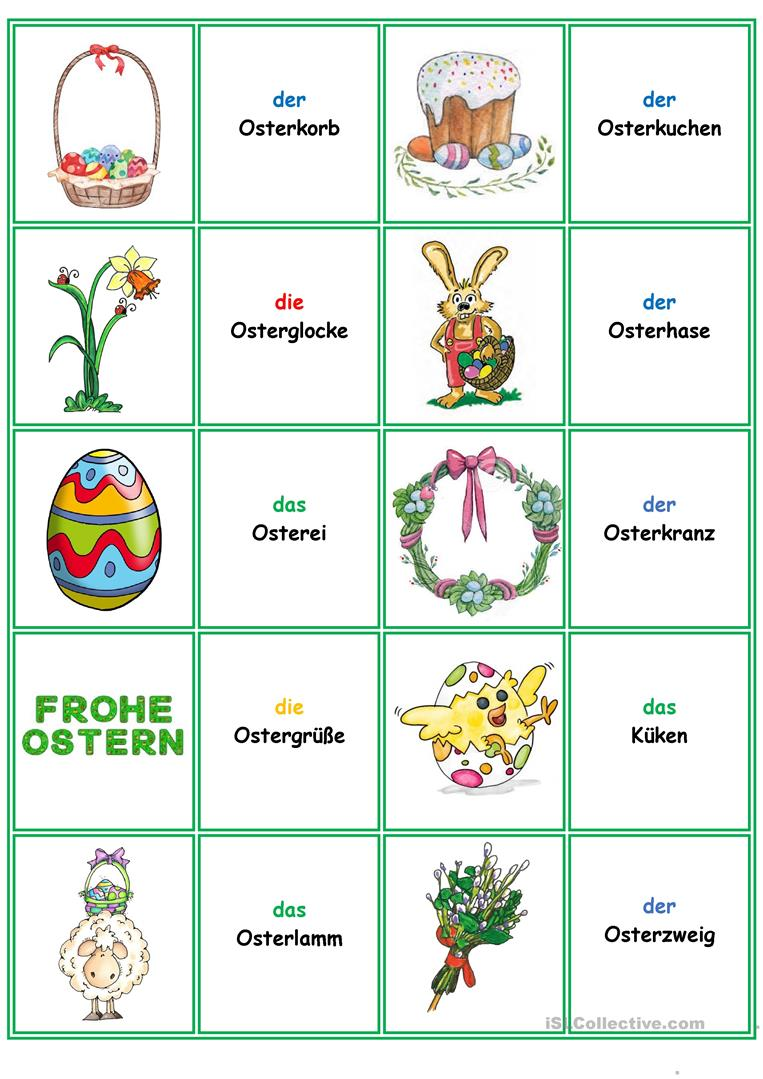 der
Osterkorb
der
Osterkuchen
die
Osterglocke
der
Osterhase
das
Osterei
der
Osterkranz
FROHE
OSTERN
die
Ostergrüße
das
Küken
das
Osterlamm
der
Osterzweig
iSLCollective.com